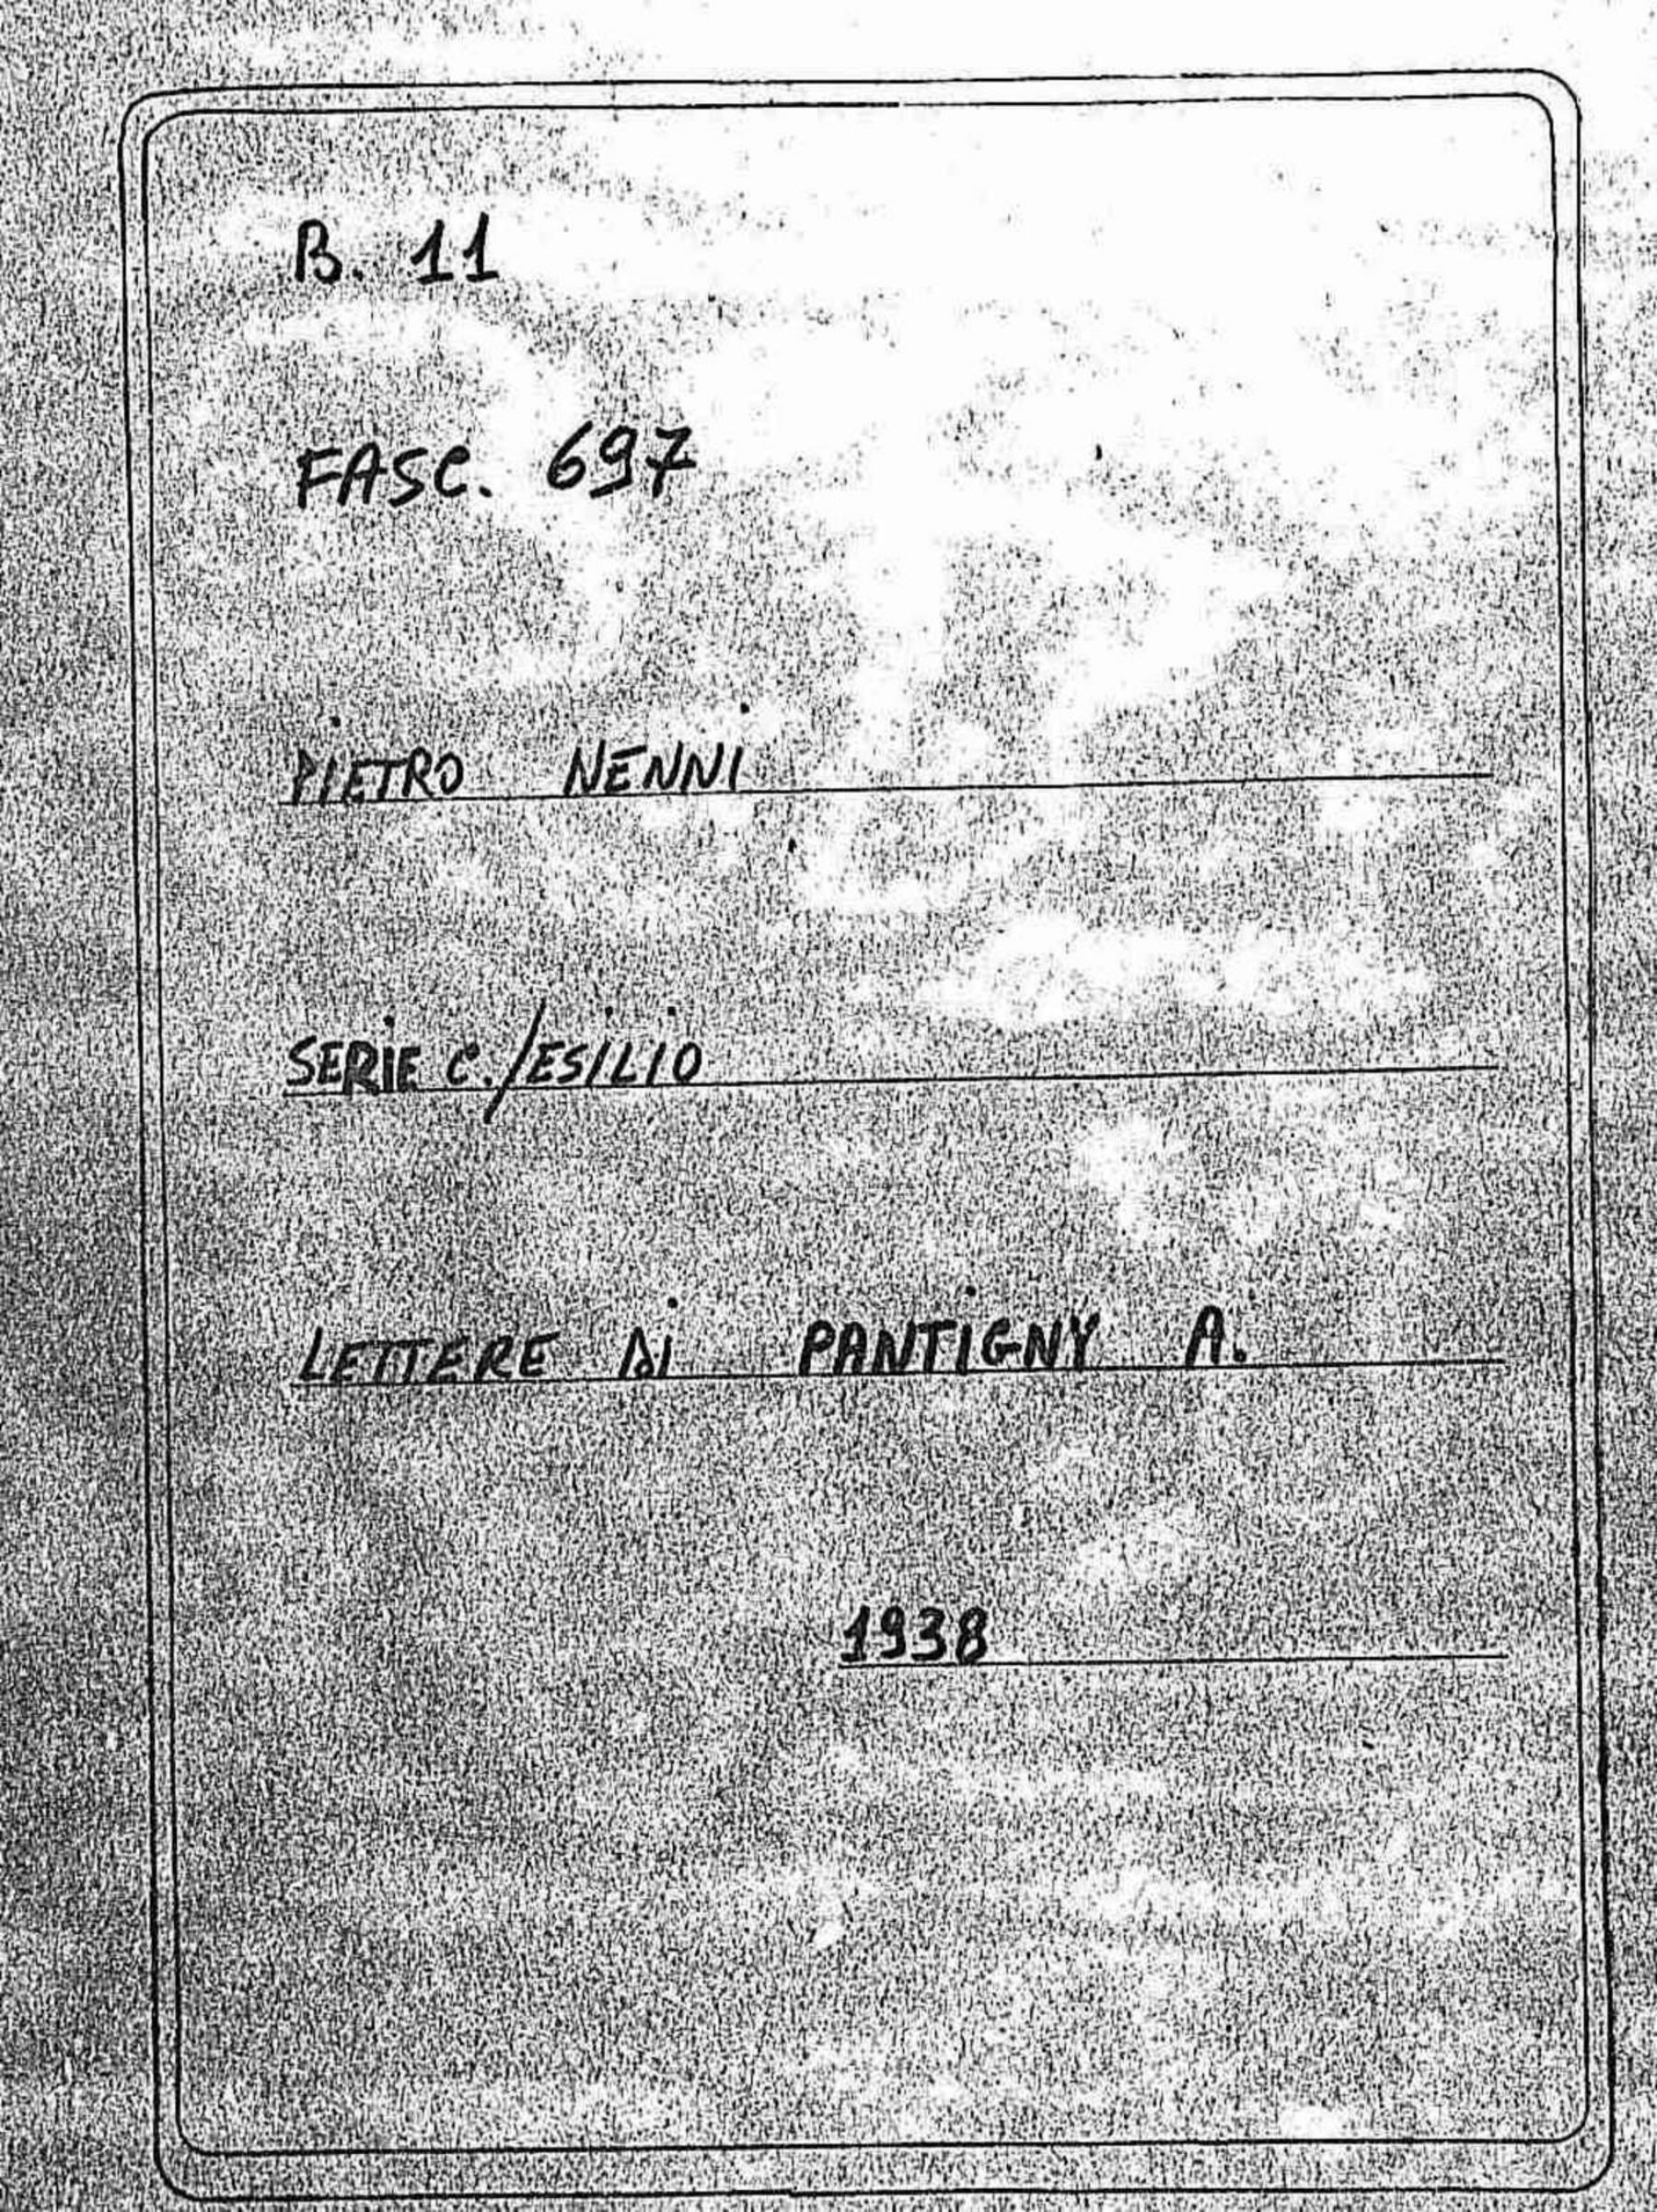 B. 11
FASC. 697
PIETRO NENNI
SERIE C./ESILIO
LETTERE Di PANTIGNY A.
1938